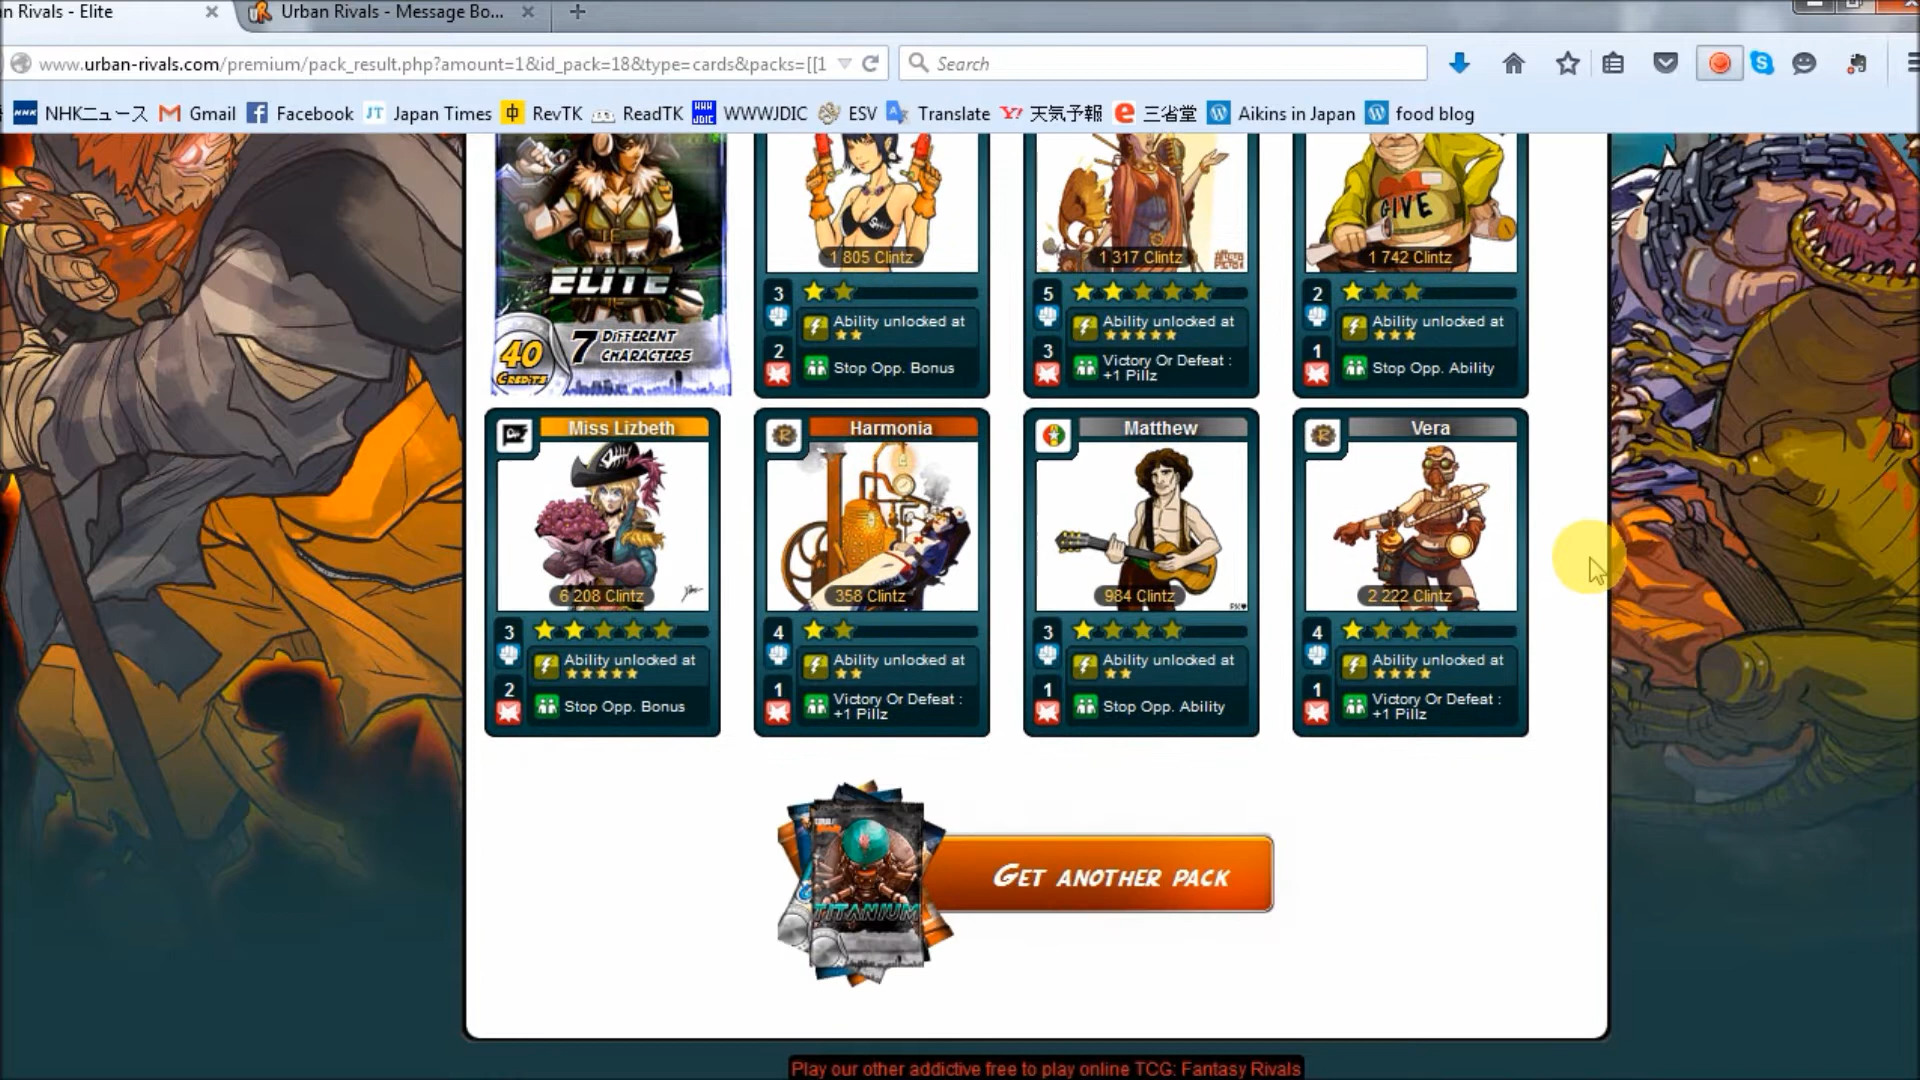 n Rivals - Elite
Urban Rivals - Message Bo...
www.urban-rivals.com/premium/pack_result.php?amount=1&id_pack=18&type=cards&packs=[[1
Search
NHKニュース
Gmail
Facebook
JT Japan Times
中 RevTK
ReadTK
WWWJDIC
ESV
Translate
Y! 天気予報
e 三省堂
Aikins in Japan
food blog
ELITE
7 DIFFERENT
CHARACTERS
40
CREDITS
1 805 Clintz
3
Ability unlocked at
2
Stop Opp. Bonus
1 317 Clintz
5
Ability unlocked at
3
Victory Or Defeat :
+1 Pillz
GIVE
1 742 Clintz
2
Ability unlocked at
1
Stop Opp. Ability
Miss Lizbeth
6 208 Clintz
3
Ability unlocked at
2
Stop Opp. Bonus
Harmonia
358 Clintz
4
Ability unlocked at
1
Victory Or Defeat :
+1 Pillz
Matthew
984 Clintz
3
Ability unlocked at
1
Stop Opp. Ability
Vera
2 222 Clintz
4
Ability unlocked at
1
Victory Or Defeat :
+1 Pillz
TITANIUM
GET ANOTHER PACK
Play our other addictive free to play online TCG: Fantasy Rivals